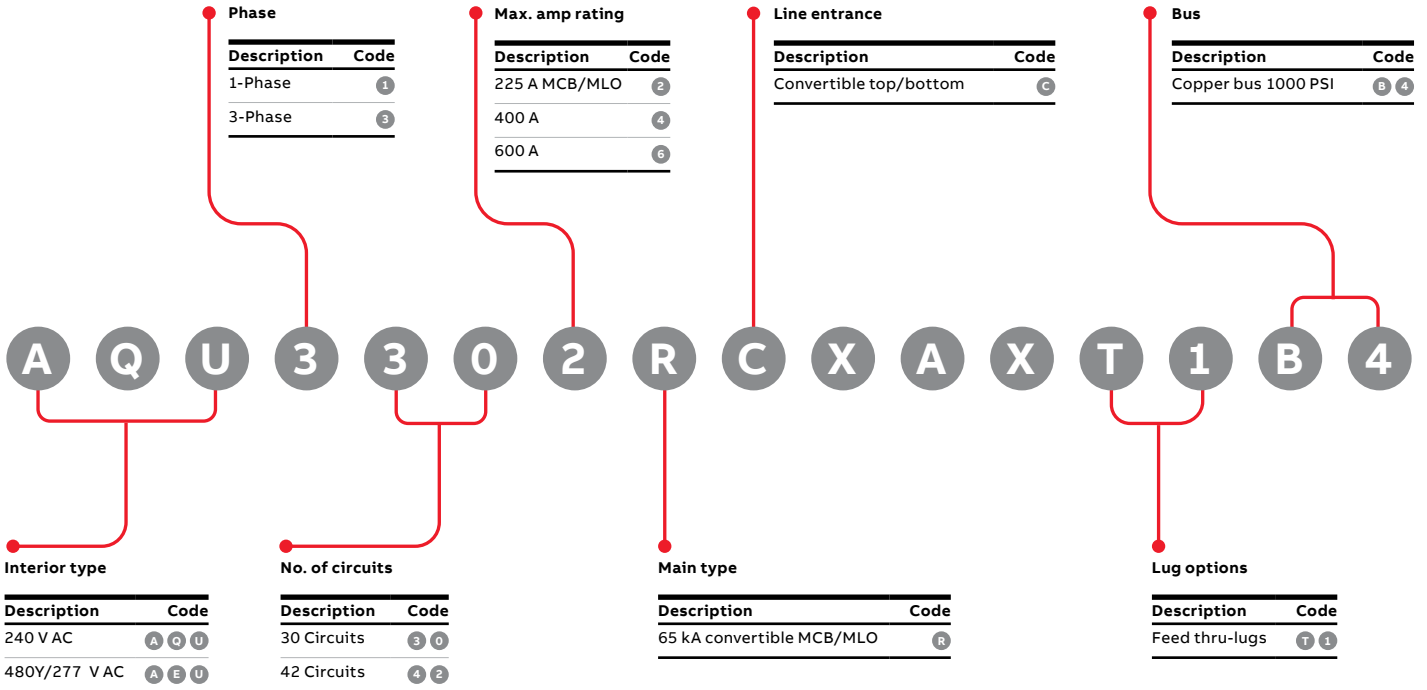 Phase
Description Code
1-Phase 1
3-Phase 3
Max. amp rating
Description Code
225 A MCB/MLO 2
400 A 4
600 A 6
Line entrance
Description Code
Convertible top/bottom C
Bus
Description Code
Copper bus 1000 PSI B 4
A Q U 3 3 0 2 R C X A X T 1 B 4
Interior type
Description Code
240 V AC A Q U
480Y/277 V AC A E U
No. of circuits
Description Code
30 Circuits 3 0
42 Circuits 4 2
Main type
Description Code
65 kA convertible MCB/MLO R
Lug options
Description Code
Feed thru-lugs T 1